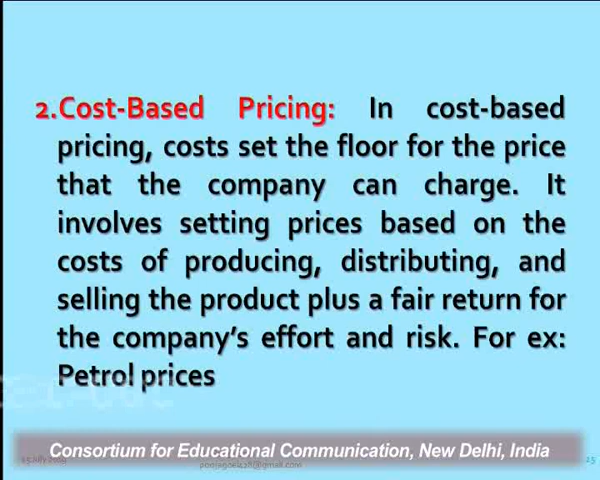 2.Cost-Based Pricing: In cost-based
pricing, costs set the floor for the price
that the company can charge. It
involves setting prices based on the
costs of producing, distributing, and
selling the product plus a fair return for
the company's effort and risk. For ex:
Petrol prices
Consortium for Educational Communication, New Delhi, India
15